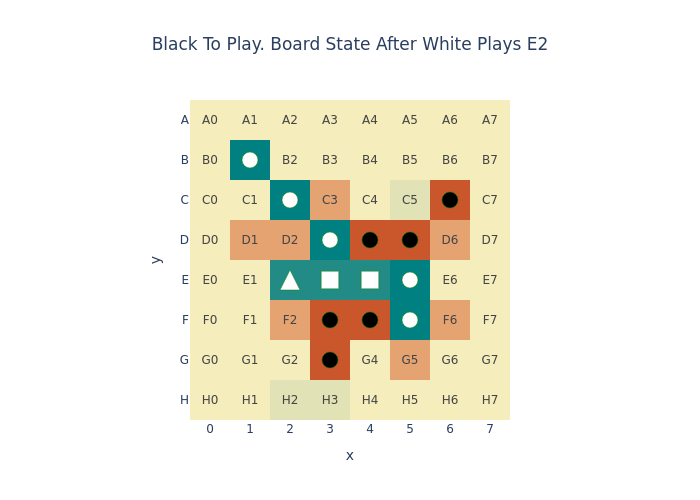 Black To Play. Board State After White Plays E2
A A0 A1 A2 A3 A4 A5 A6 A7
B B0 B2 B3 B4 B5 B6 B7
C C0 C1 C3 C4 C5 C7
D D0 D1 D2 D6 D7
y
E E0 E1 E6 E7
F F0 F1 F2 F6 F7
G G0 G1 G2 G4 G5 G6 G7
H H0 H1 H2 H3 H4 H5 H6 H7
0 1 2 3 4 5 6 7
x